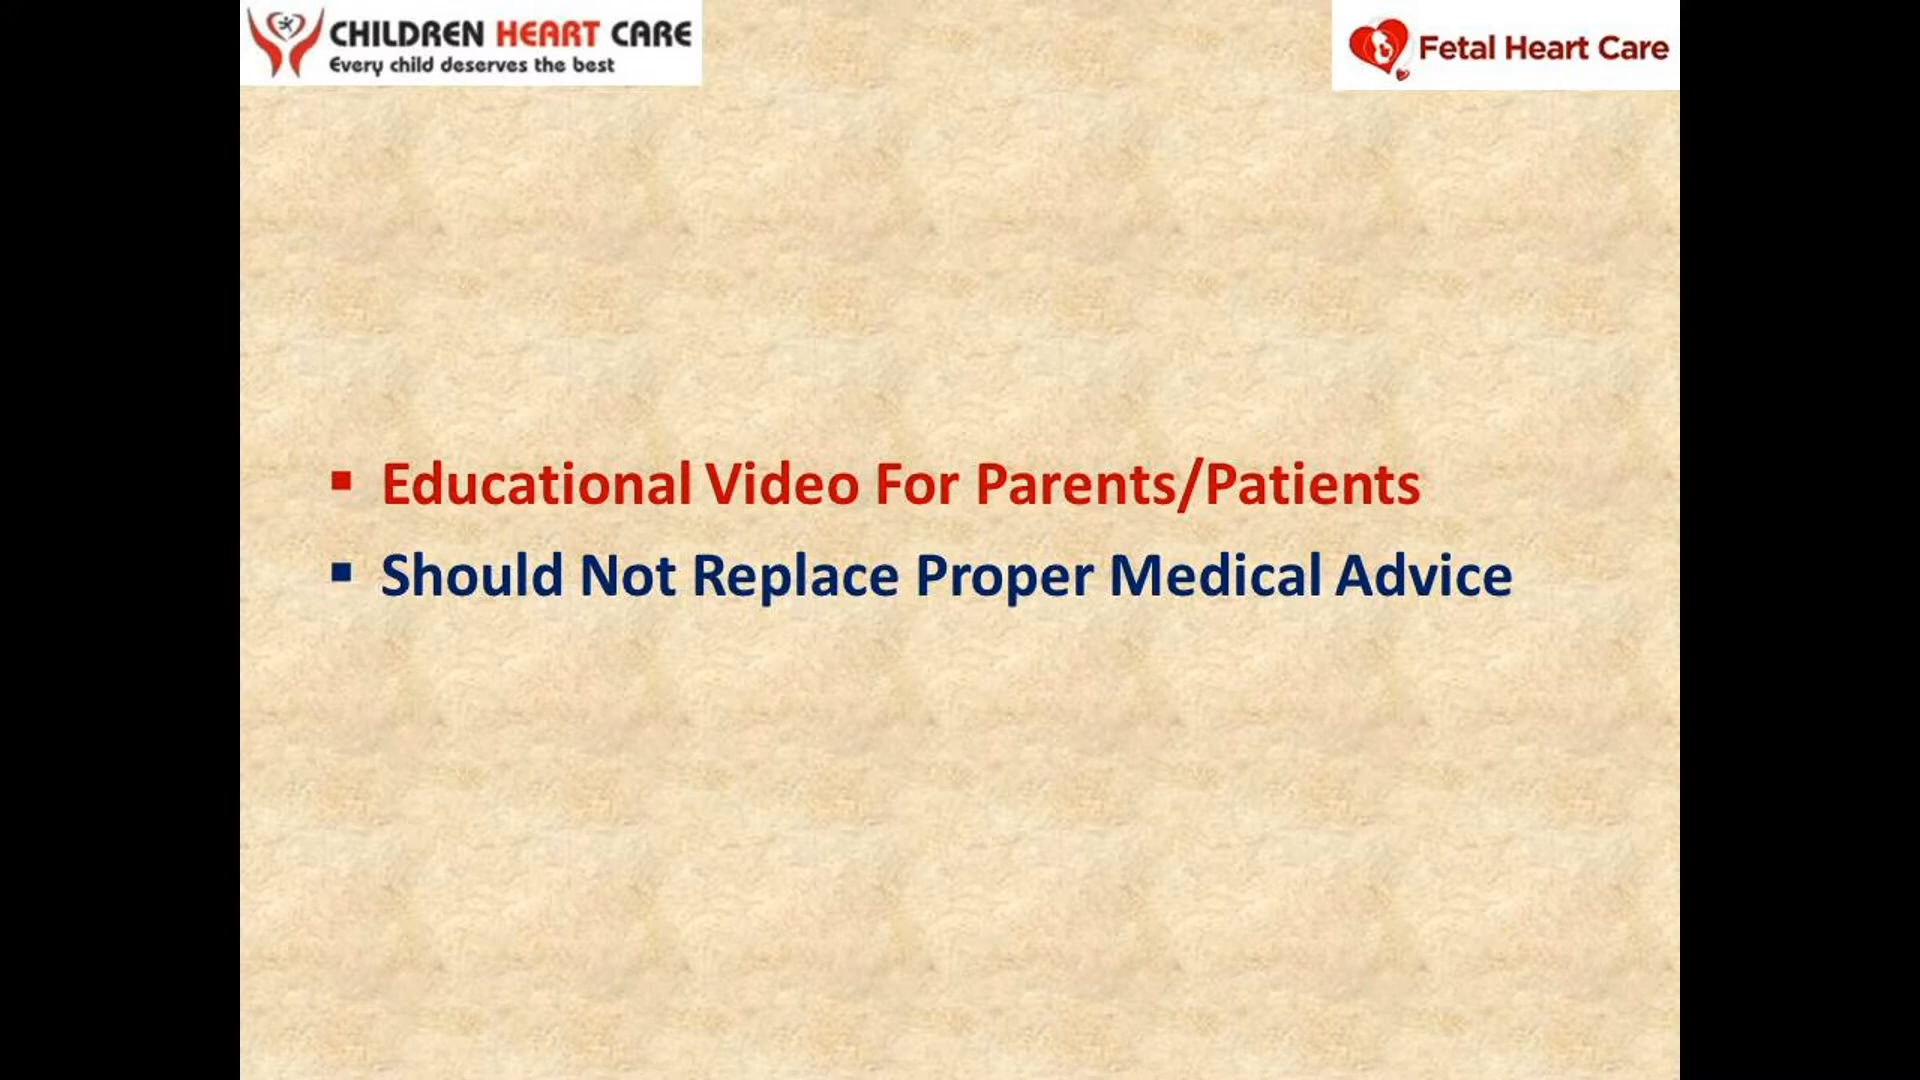 CHILDREN HEART CARE
Every child deserves the best
Fetal Heart Care
▪ Educational Video For Parents/Patients
▪ Should Not Replace Proper Medical Advice